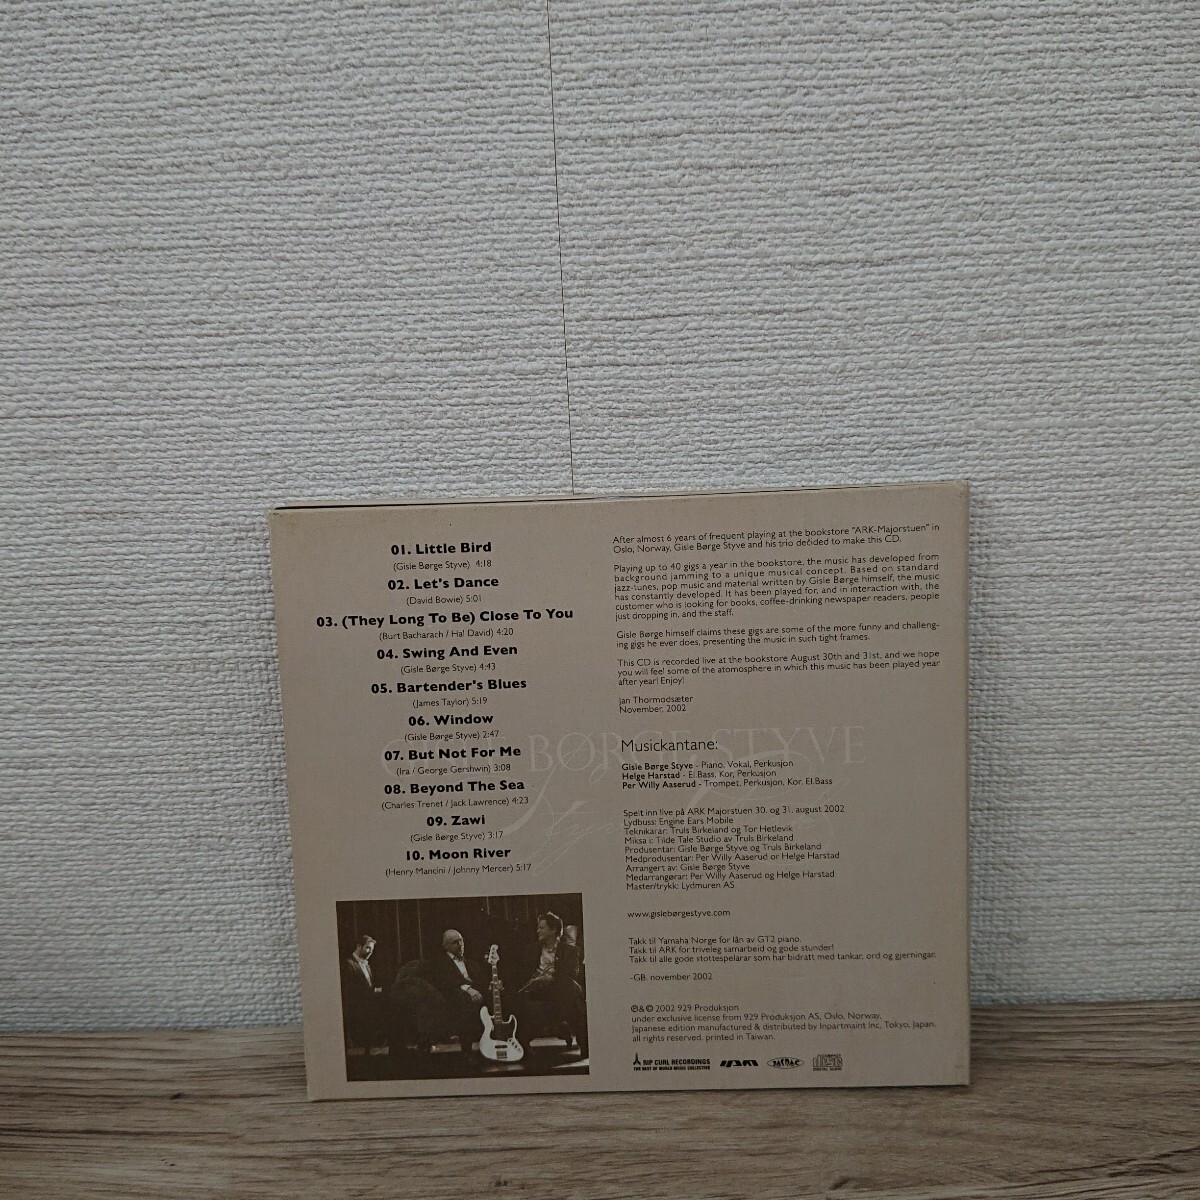 01. Little Bird
(Gisle Børge Styve) 4:18
02. Let's Dance
(David Bowie) 5:01
03. (They Long To Be) Close To You
(Burt Bacharach / Hal David) 4:20
04. Swing And Even
(Gisle Børge Styve) 4:43
05. Bartender's Blues
(James Taylor) 5:19
06. Window
(Gisle Børge Styve) 2:47
07. But Not For Me
(Ira / George Gershwin) 3:08
08. Beyond The Sea
(Charles Trenet / Jack Lawrence) 4:23
09. Zawi
(Gisle Børge Styve) 3:17
10. Moon River
(Henry Mancini / Johnny Mercer) 5:17
After almost 6 years of frequent playing at the bookstore "ARK-Majorstuen" in
Oslo, Norway, Gisle Børge Styve and his trio decided to make this CD.
Playing up to 40 gigs a year in the bookstore, the music has developed from
background jamming to a unique musical concept. Based on standard
jazz-tunes, pop music and material written by Gisle Børge himself, the music
has constantly developed. It has been played for, and in interaction with, the
customer who is looking for books, coffee-drinking newspaper readers, people
just dropping in, and the staff.
Gisle Børge himself claims these gigs are some of the more funny and challeng-
ing gigs he ever does, presenting the music in such tight frames.
This CD is recorded live at the bookstore August 30th and 31st, and we hope
you will feel some of the atomosphere in which this music has been played year
after year! Enjoy!
Jan Thormodsæter
November, 2002
BØRGE STYVE
Musickantane:
Gisle Børge Styve - Piano, Vokal, Perkusjon
Helge Harstad - El.Bass, Kor, Perkusjon
Per Willy Aaserud - Trompet, Perkusjon, Kor, El.Bass
Spelt inn live på ARK Majorstuen 30. og 31. august 2002
Lydbuss: Engine Ears Mobile
Teknikarar: Truls Birkeland og Tor Hetlevik
Miksa i: Tilde Tale Studio av Truls Birkeland
Produsentar: Gisle Børge Styve og Truls Birkeland
Medprodusentar: Per Willy Aaserud or Helge Harstad
Arrangert av: Gisle Børge Styve
Medarrangørar: Per Willy Aaserud og Helge Harstad
Master/trykk: Lydmuren AS
www.gislebørgestyve.com
Takk til Yamaha Norge for lån av GT2 piano.
Takk til ARK for triveleg samarbeid og gode stunder!
Takk til alle gode stottespelarar som har bidratt med tankar, ord og gjerningar.
-GB. november 2002
℗&© 2002 929 Produksjon
under exclusive license from 929 Produksjon AS, Oslo, Norway.
Japanese edition manufactured & distributed by Inpartmaint Inc, Tokyo, Japan.
all rights reserved. printed in Taiwan.
RIP CURL RECORDINGS
THE BEST OF WORLD MUSIC COLLECTIVE
JASRAC
COMPACT
disc
DIGITAL AUDIO